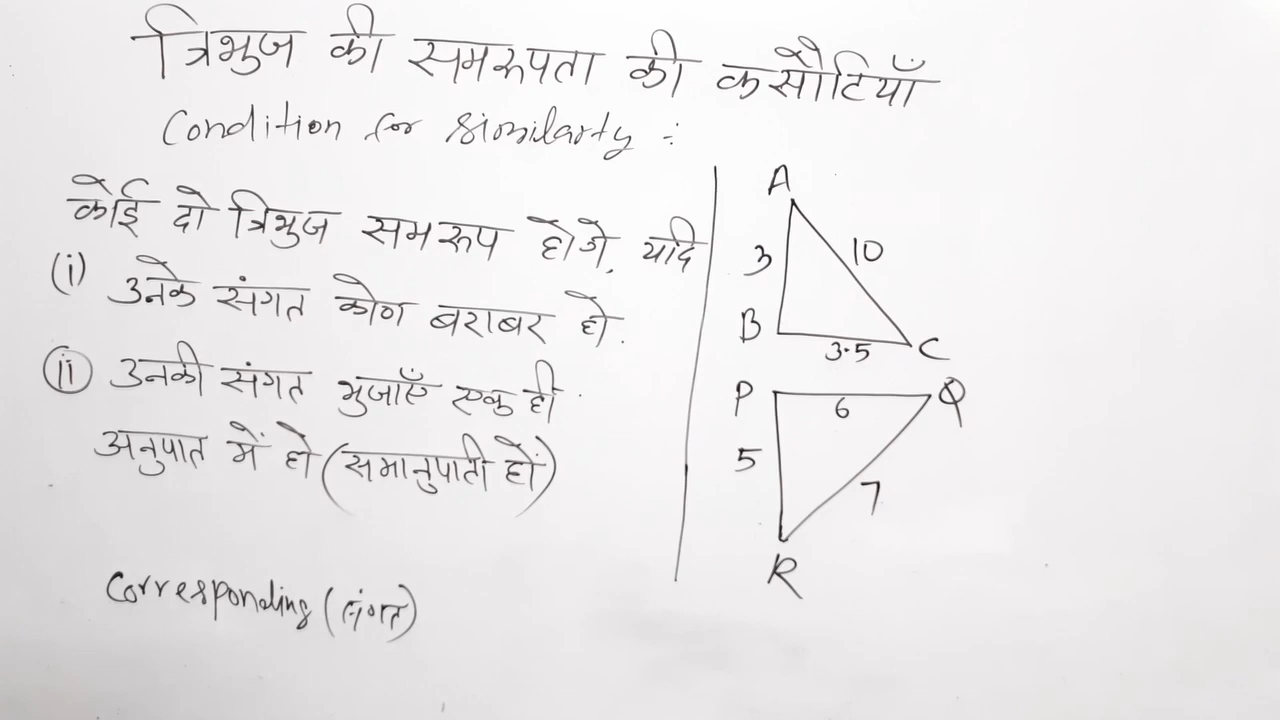 त्रिभुज की समरूपता की कसौटियाँ
Condition for similarty :
कोई दो त्रिभुज समरूप होगे, यदि
(i) उनके संगत कोण बराबर हो.
(ii) उनकी संगत भुजाएँ एक ही
अनुपात में हो (समानुपाती हों)
Corresponding (संगत)
A
3
10
B
3.5
C
P
6
Q
5
7
R